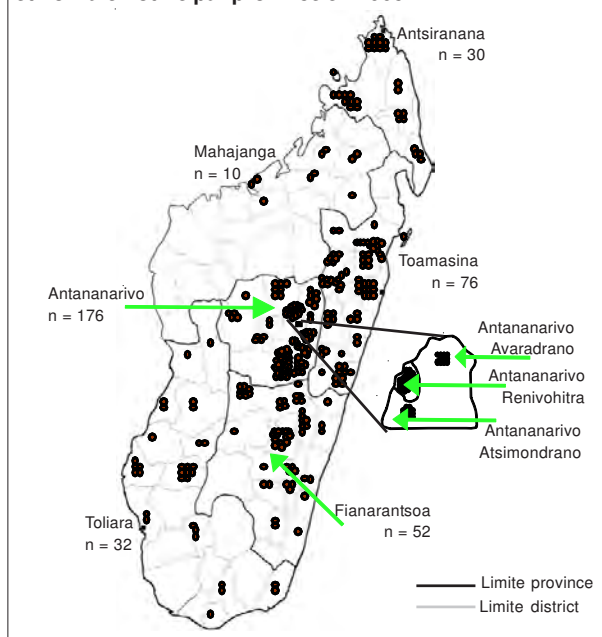 Antsiranana
n = 30
Mahajanga
n = 10
Toamasina
n = 76
Antananarivo
n = 176
Antananarivo
Avaradrano
Antananarivo
Renivohitra
Antananarivo
Atsimondrano
Fianarantsoa
n = 52
Toliara
n = 32
Limite province
Limite district